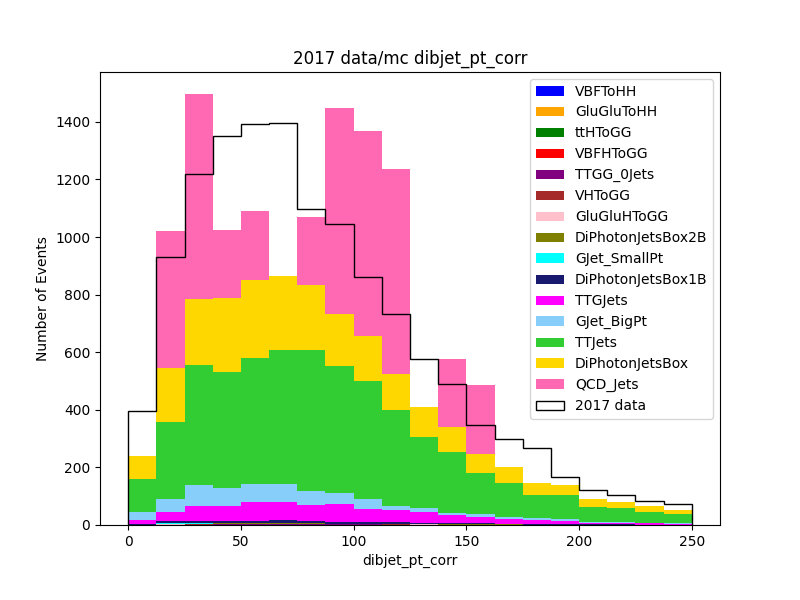 2017 data/mc dibjet_pt_corr
Number of Events
1400
1200
1000
800
600
400
200
0
0
50
100
150
200
250
dibjet_pt_corr
VBFToHH
GluGluToHH
ttHToGG
VBFHToGG
TTGG_0Jets
VHToGG
GluGluHToGG
DiPhotonJetsBox2B
GJet_SmallPt
DiPhotonJetsBox1B
TTGJets
GJet_BigPt
TTJets
DiPhotonJetsBox
QCD_Jets
2017 data